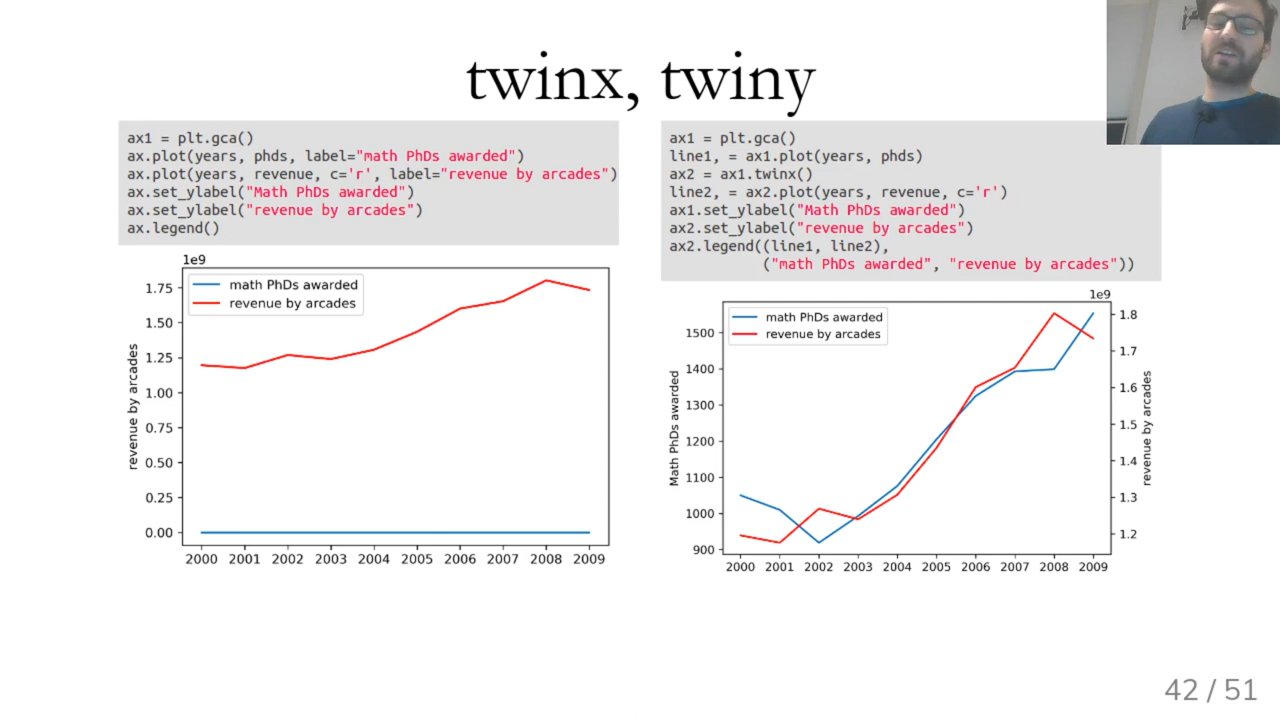 twinx, twiny
ax1 = plt.gca()
ax.plot(years, phds, label="math PhDs awarded")
ax.plot(years, revenue, c='r', label="revenue by arcades")
ax.set_ylabel("Math PhDs awarded")
ax.set_ylabel("revenue by arcades")
ax.legend()
1e9
math PhDs awarded
revenue by arcades
1.75
1.50
1.25
1.00
0.75
0.50
0.25
0.00
revenue by arcades
2000 2001 2002 2003 2004 2005 2006 2007 2008 2009
ax1 = plt.gca()
line1, = ax1.plot(years, phds)
ax2 = ax1.twinx()
line2, = ax2.plot(years, revenue, c='r')
ax1.set_ylabel("Math PhDs awarded")
ax2.set_ylabel("revenue by arcades")
ax2.legend((line1, line2),
("math PhDs awarded", "revenue by arcades"))
1e9
math PhDs awarded
revenue by arcades
1500
1400
1300
1200
1100
1000
900
Math PhDs awarded
1.8
1.7
1.6
1.5
1.4
1.3
1.2
revenue by arcades
2000 2001 2002 2003 2004 2005 2006 2007 2008 2009
42 / 51